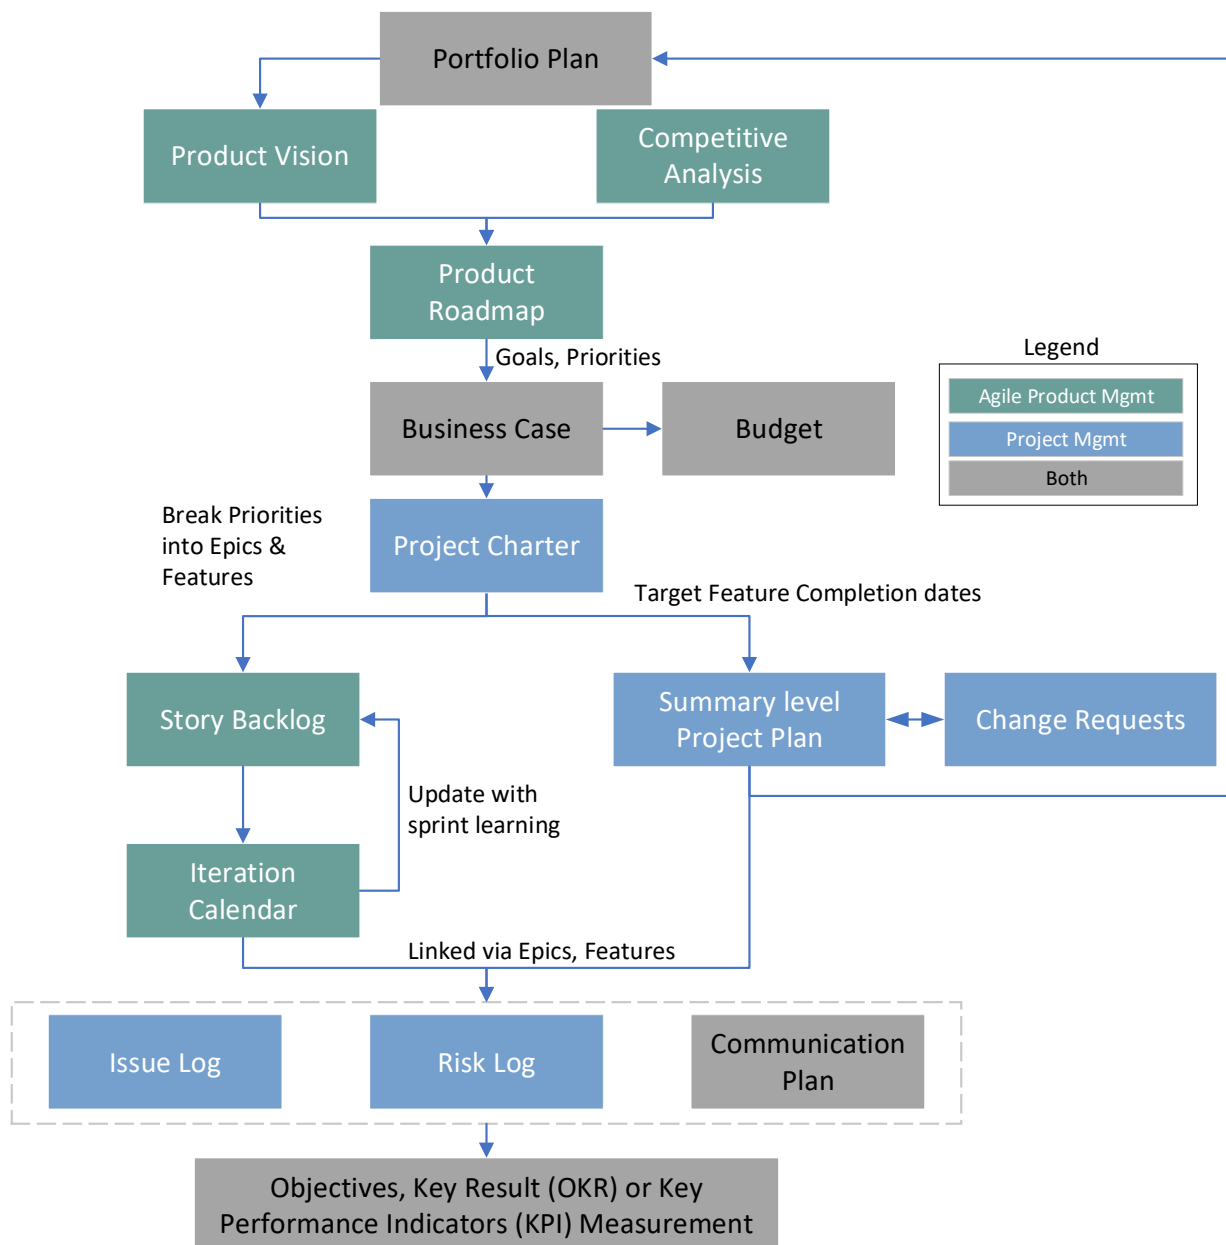 Portfolio Plan
Product Vision
Competitive
Analysis
Product
Roadmap
Goals, Priorities
Legend
Agile Product Mgmt
Project Mgmt
Both
Business Case
Budget
Break Priorities
into Epics &
Features
Project Charter
Target Feature Completion dates
Story Backlog
Summary level
Project Plan
Change Requests
Update with
sprint learning
Iteration
Calendar
Linked via Epics, Features
Issue Log
Risk Log
Communication
Plan
Objectives, Key Result (OKR) or Key
Performance Indicators (KPI) Measurement